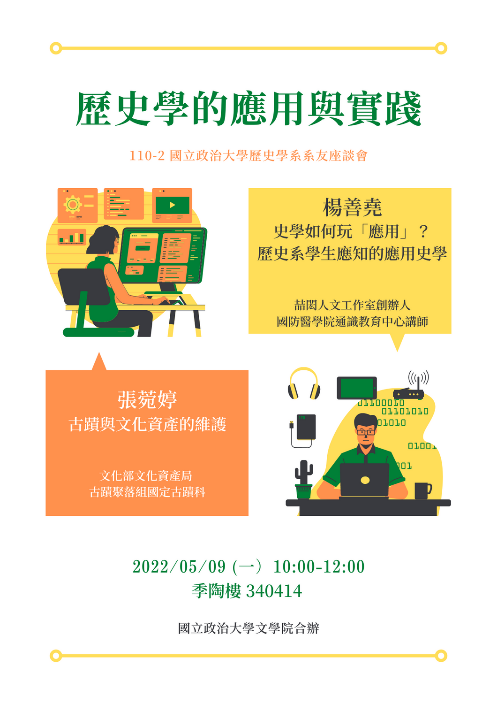 歷史學的應用與實踐
110-2 國立政治大學歷史學系系友座談會
楊善堯
史學如何玩「應用」？
歷史系學生應知的應用史學
喆閎人文工作室創辦人
國防醫學院通識教育中心講師
張菀婷
古蹟與文化資產的維護
文化部文化資產局
古蹟聚落組國定古蹟科
01100010
01101010
01010
01001
001
2022/05/09 (一) 10:00-12:00
季陶樓 340414
國立政治大學文學院合辦